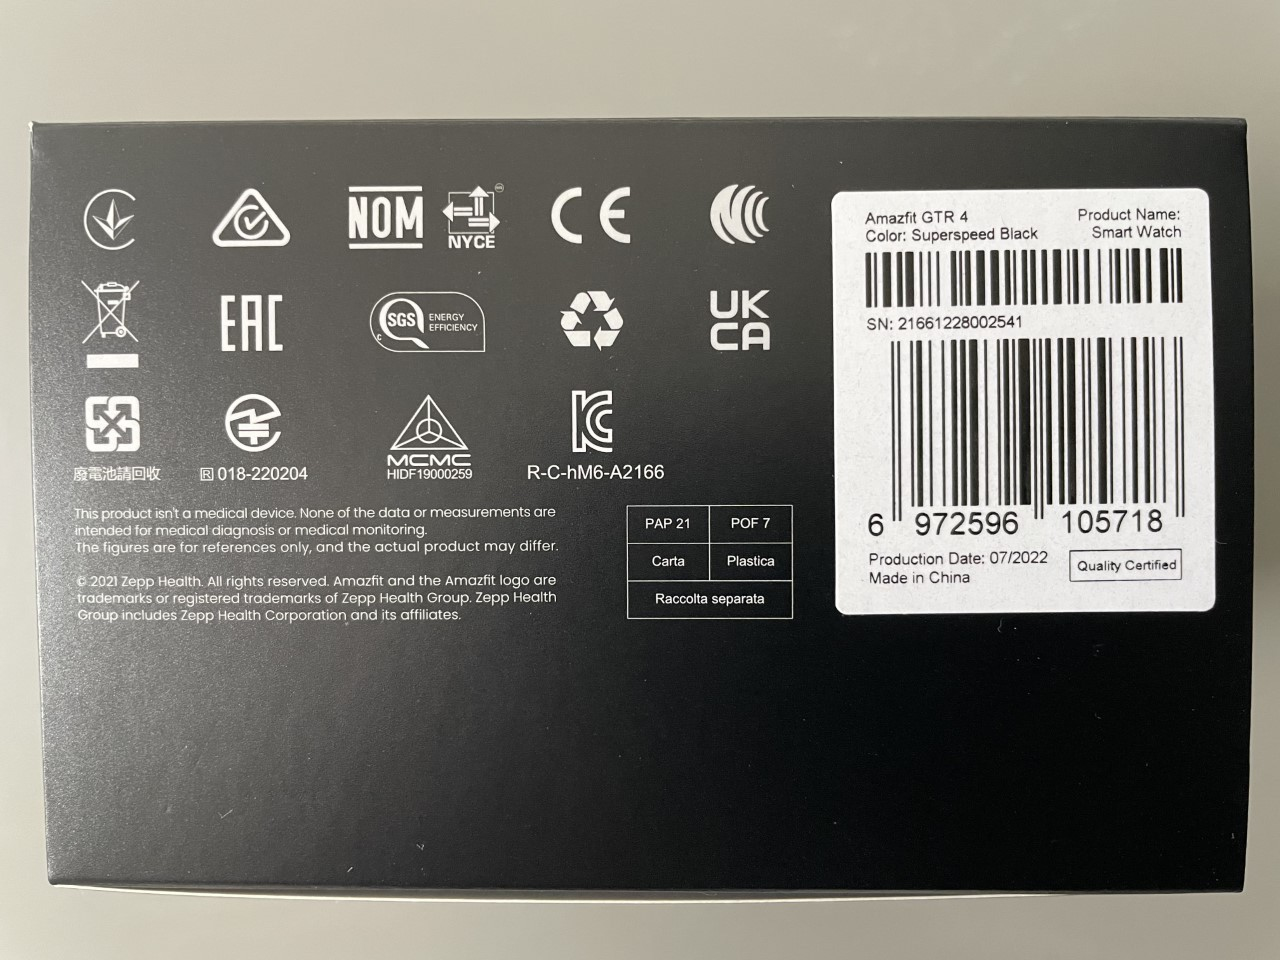 NOM
NYCE
CE
EAC
SGS
ENERGY
EFFICIENCY
C
UK
CA
廢電池請回收
R 018-220204
MCMC
HIDF19000259
R-C-hM6-A2166
This product isn't a medical device. None of the data or measurements are
intended for medical diagnosis or medical monitoring.
The figures are for references only, and the actual product may differ.
© 2021 Zepp Health. All rights reserved. Amazfit and the Amazfit logo are
trademarks or registered trademarks of Zepp Health Group. Zepp Health
Group includes Zepp Health Corporation and its affiliates.
PAP 21
POF 7
Carta
Plastica
Raccolta separata
Amazfit GTR 4
Color: Superspeed Black
Product Name:
Smart Watch
SN: 21661228002541
6 972596 105718
Production Date: 07/2022
Made in China
Quality Certified